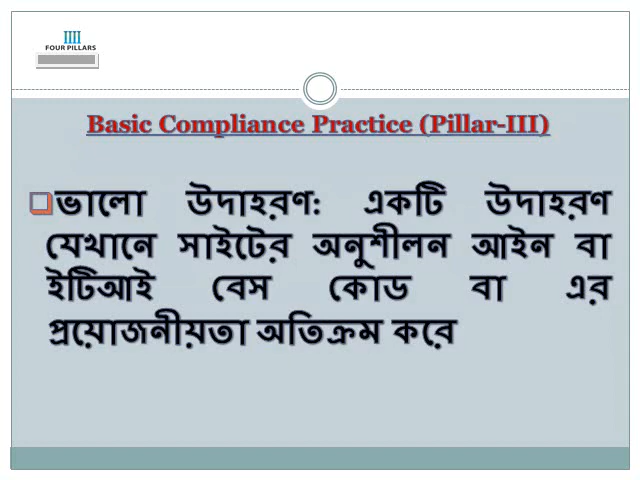 FOUR PILLARS
Basic Compliance Practice (Pillar-III)
ভালো উদাহরণ: একটি উদাহরণ
যেখানে সাইটের অনুশীলন আইন বা
ইটিআই বেস কোড বা এর
প্রয়োজনীয়তা অতিক্রম করে